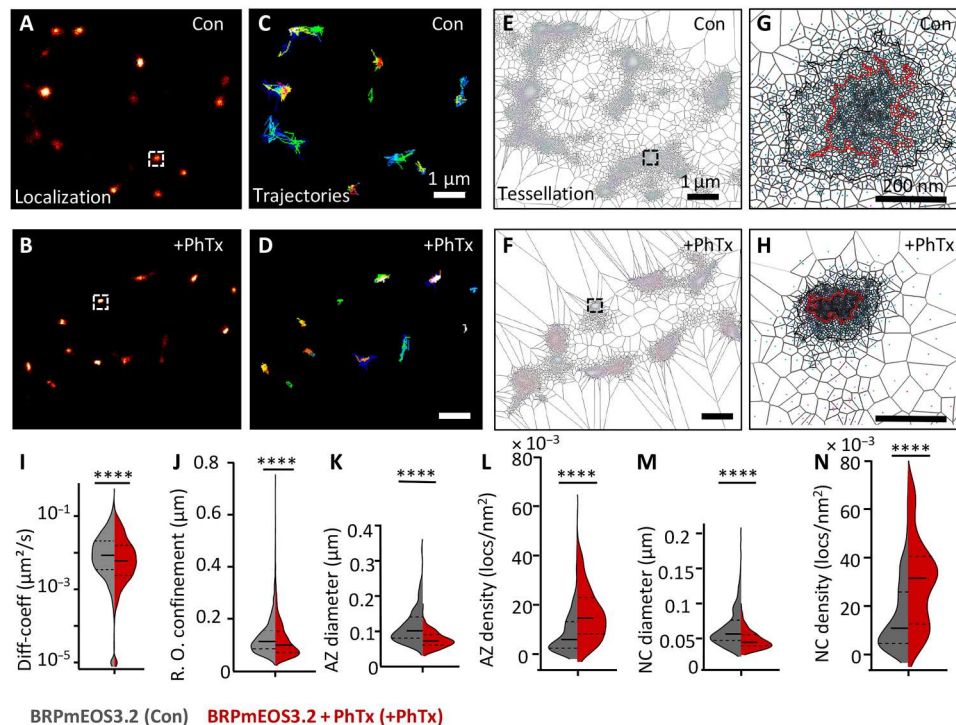 A Con
Localization
C Con
Trajectories 1 µm
E Con
Tessellation 1 µm
G Con
200 nm
B +PhTx
D +PhTx
F +PhTx
H +PhTx
I
****
Diff-coeff (µm²/s)
10⁻¹
10⁻³
10⁻⁵
J
****
R. O. confinement (µm)
0.8
0.6
0.4
0.2
0
K
****
AZ diameter (µm)
0.4
0.3
0.2
0.1
0
L × 10⁻³
****
AZ density (locs/nm²)
80
60
40
20
0
M
****
NC diameter (µm)
0.2
0.15
0.1
0.05
0
N × 10⁻³
****
NC density (locs/nm²)
80
60
40
20
0
BRPmEOS3.2 (Con) BRPmEOS3.2 + PhTx (+PhTx)